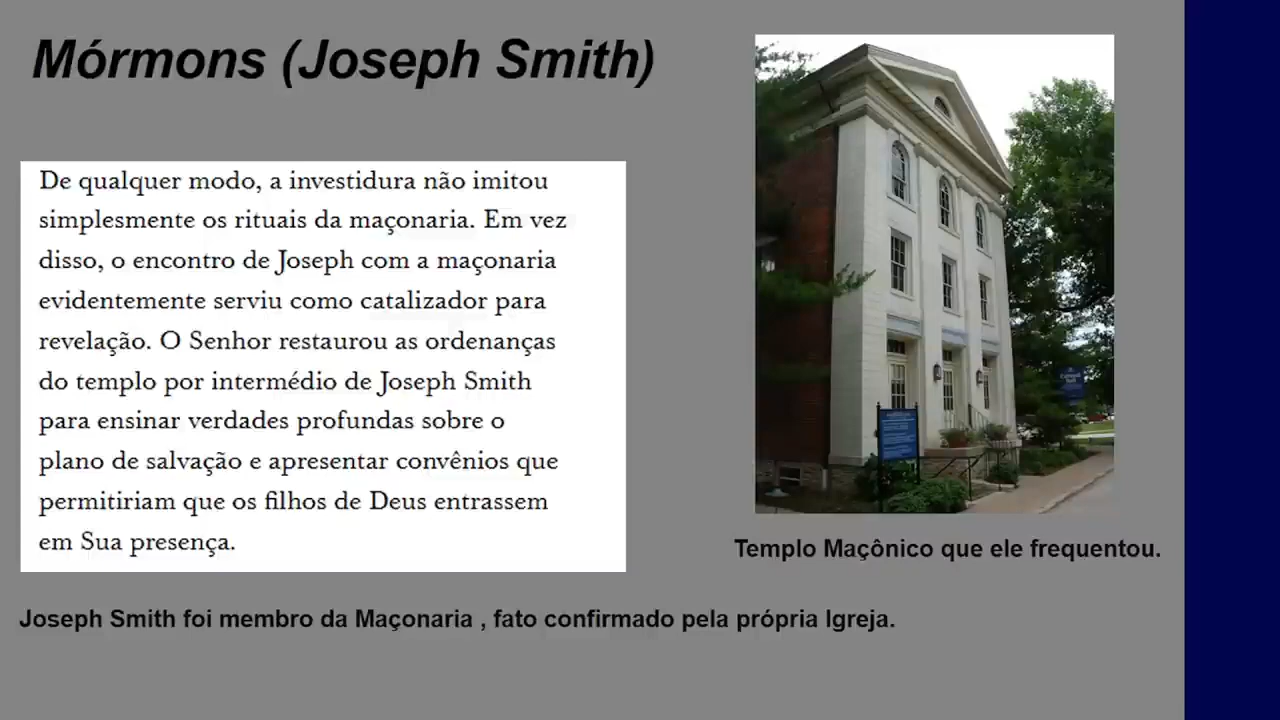 Mórmons (Joseph Smith)
De qualquer modo, a investidura não imitou
simplesmente os rituais da maçonaria. Em vez
disso, o encontro de Joseph com a maçonaria
evidentemente serviu como catalizador para
revelação. O Senhor restaurou as ordenanças
do templo por intermédio de Joseph Smith
para ensinar verdades profundas sobre o
plano de salvação e apresentar convênios que
permitiriam que os filhos de Deus entrassem
em Sua presença.
Templo Maçônico que ele frequentou.
Joseph Smith foi membro da Maçonaria , fato confirmado pela própria Igreja.